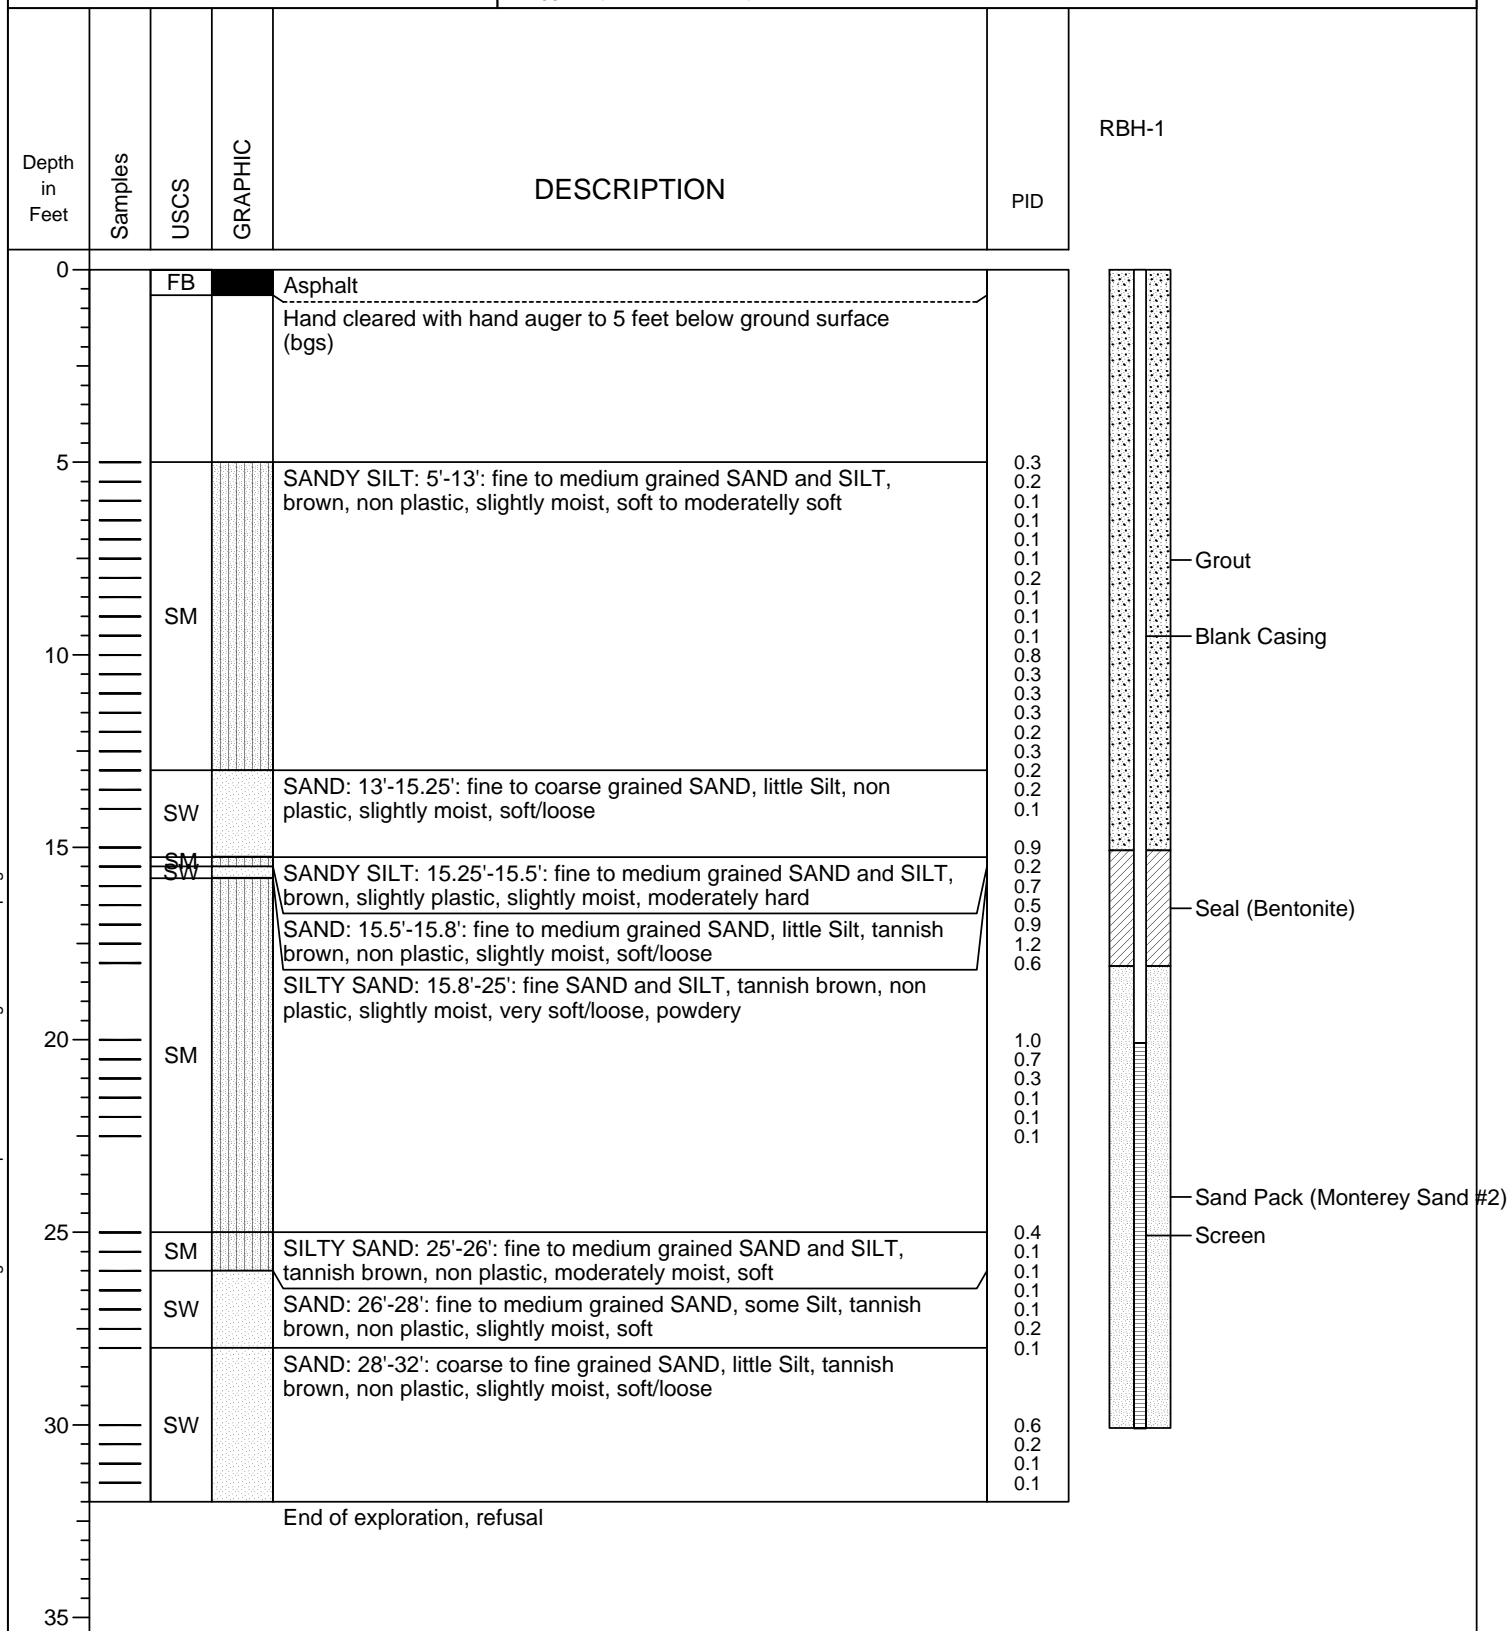 RBH-1
Depth
in
Feet
Samples
USCS
GRAPHIC
DESCRIPTION
PID
0
FB
Asphalt
Hand cleared with hand auger to 5 feet below ground surface
(bgs)
5
SANDY SILT: 5'-13': fine to medium grained SAND and SILT,
brown, non plastic, slightly moist, soft to moderatelly soft
SM
0.3
0.2
0.1
0.1
0.1
0.1
0.2
0.1
0.1
0.1
0.8
0.3
0.3
0.3
0.2
0.3
0.2
0.2
0.1
Grout
Blank Casing
10
SAND: 13'-15.25': fine to coarse grained SAND, little Silt, non
plastic, slightly moist, soft/loose
SW
15
SM
SW
SANDY SILT: 15.25'-15.5': fine to medium grained SAND and SILT,
brown, slightly plastic, slightly moist, moderately hard
SAND: 15.5'-15.8': fine to medium grained SAND, little Silt, tannish
brown, non plastic, slightly moist, soft/loose
SILTY SAND: 15.8'-25': fine SAND and SILT, tannish brown, non
plastic, slightly moist, very soft/loose, powdery
0.9
0.2
0.7
0.5
0.9
1.2
0.6
Seal (Bentonite)
20
SM
1.0
0.7
0.3
0.1
0.1
0.1
Sand Pack (Monterey Sand #2)
Screen
25
SM
SILTY SAND: 25'-26': fine to medium grained SAND and SILT,
tannish brown, non plastic, moderately moist, soft
SW
SAND: 26'-28': fine to medium grained SAND, some Silt, tannish
brown, non plastic, slightly moist, soft
0.4
0.1
0.1
0.1
0.1
0.2
0.1
SAND: 28'-32': coarse to fine grained SAND, little Silt, tannish
brown, non plastic, slightly moist, soft/loose
30
SW
0.6
0.2
0.1
0.1
End of exploration, refusal
35